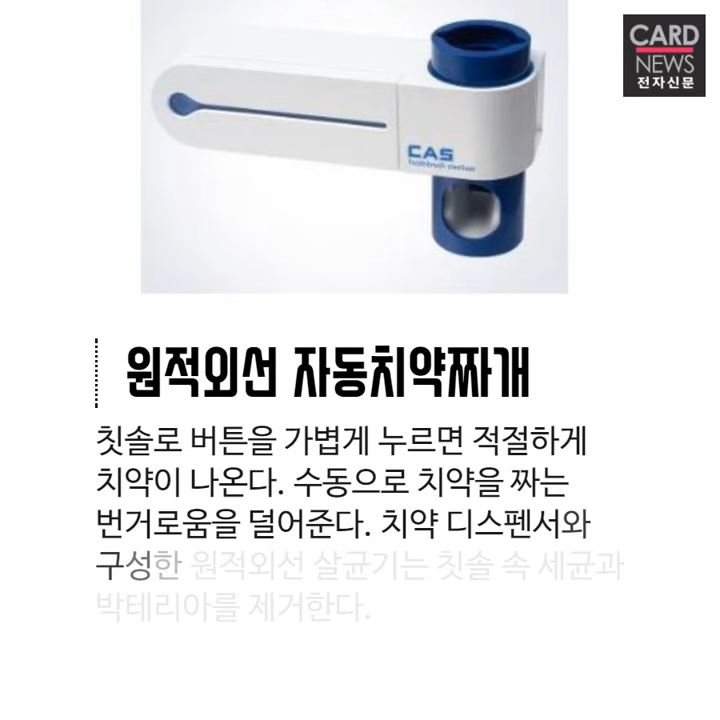 CARD
NEWS
전자신문
CAS
Toothbrush sterilizer
원적외선 자동치약짜개
칫솔로 버튼을 가볍게 누르면 적절하게
치약이 나온다. 수동으로 치약을 짜는
번거로움을 덜어준다. 치약 디스펜서와
구성한 원적외선 살균기는 칫솔 속 세균과
박테리아를 제거한다.